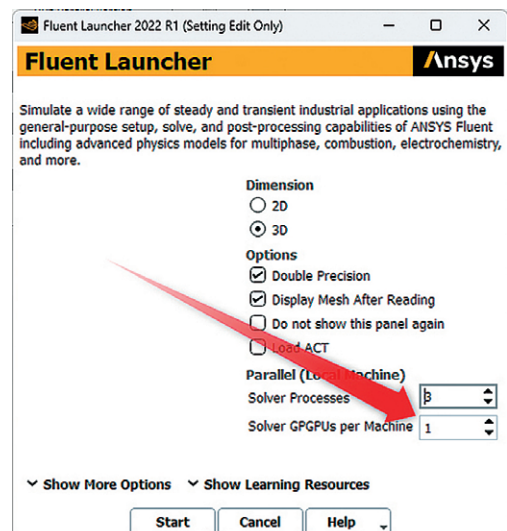 Fluent Launcher 2022 R1 (Setting Edit Only)
Fluent Launcher
Ansys
Simulate a wide range of steady and transient industrial applications using the
general-purpose setup, solve, and post-processing capabilities of ANSYS Fluent
including advanced physics models for multiphase, combustion, electrochemistry,
and more.
Dimension
2D
3D
Options
Double Precision
Display Mesh After Reading
Do not show this panel again
Load ACT
Parallel (Local Machine)
Solver Processes 3
Solver GPGPUs per Machine 1
Show More Options Show Learning Resources
Start Cancel Help